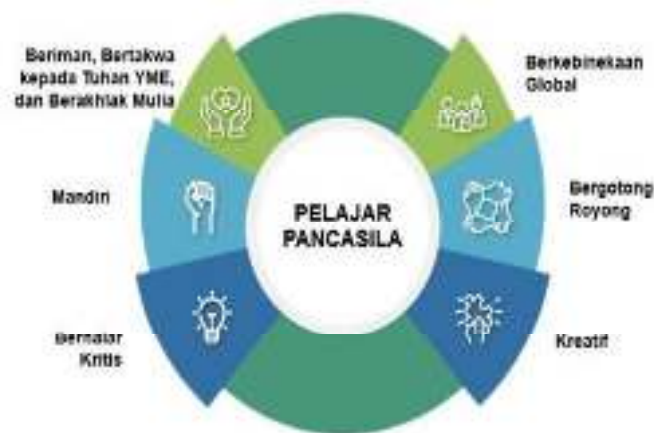 Beriman, Bertakwa
kepada Tuhan YME,
dan Berakhlak Mulia
Berkebinekaan
Global
Mandiri
PELAJAR
PANCASILA
Bergotong
Royong
Bernalar
Kritis
Kreatif